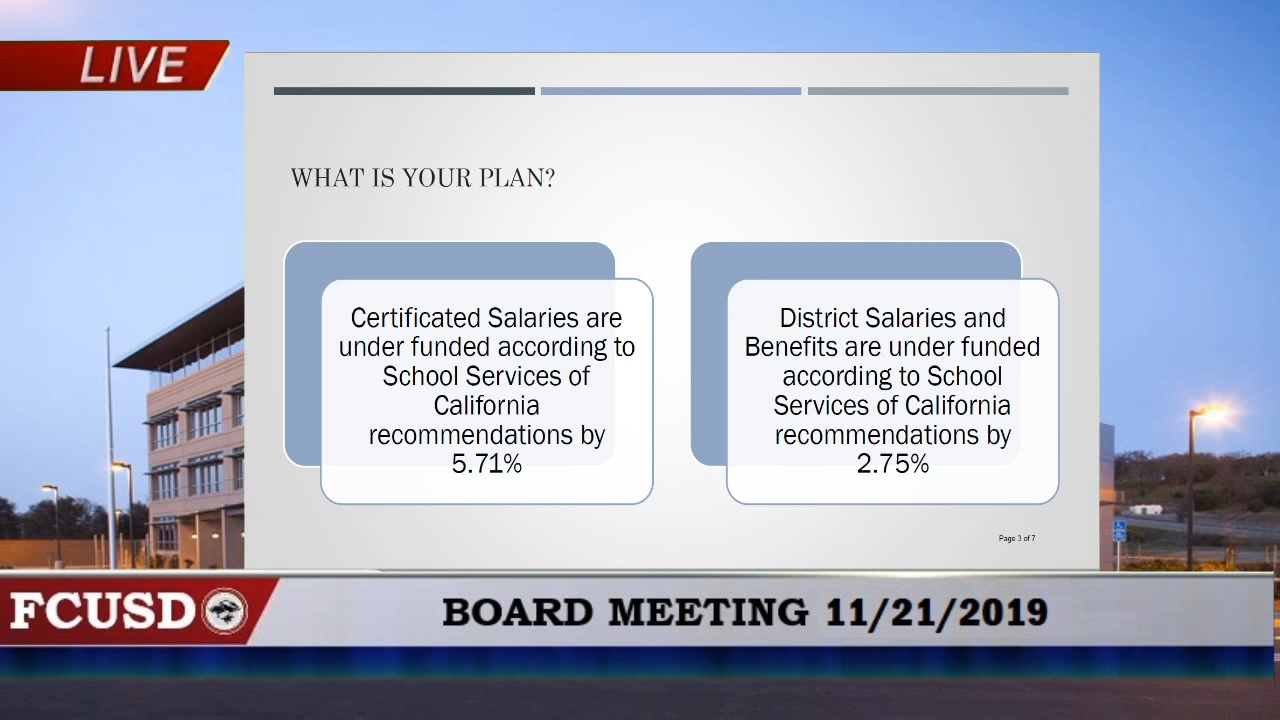 LIVE
WHAT IS YOUR PLAN?
Certificated Salaries are
under funded according to
School Services of
California
recommendations by
5.71%
District Salaries and
Benefits are under funded
according to School
Services of California
recommendations by
2.75%
Page 3 of 7
FCUSD
BOARD MEETING 11/21/2019